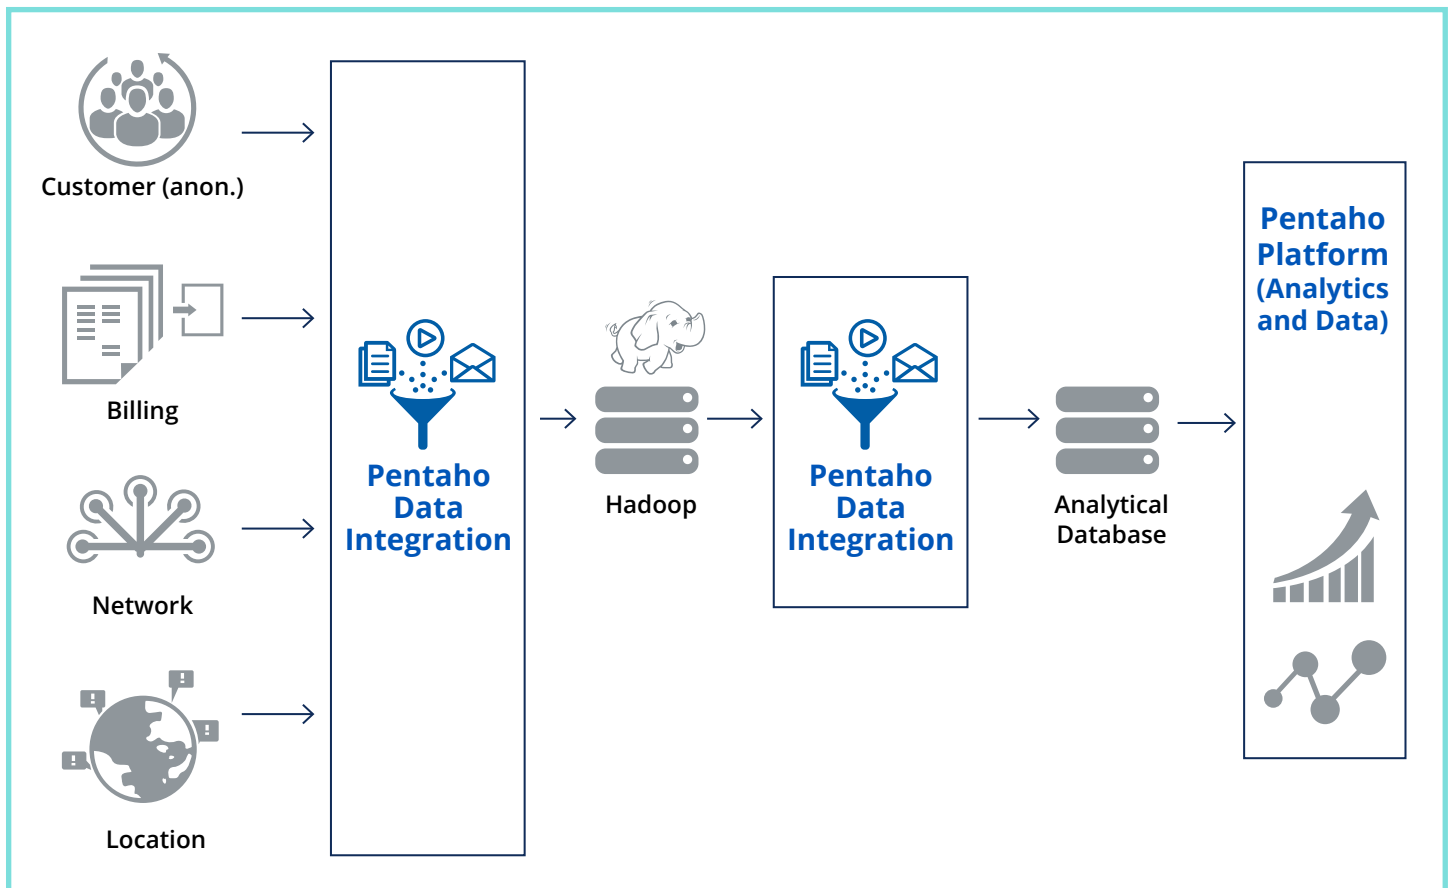 Customer (anon.)
Billing
Network
Location
Pentaho
Data
Integration
Hadoop
Pentaho
Data
Integration
Analytical
Database
Pentaho
Platform
(Analytics
and Data)